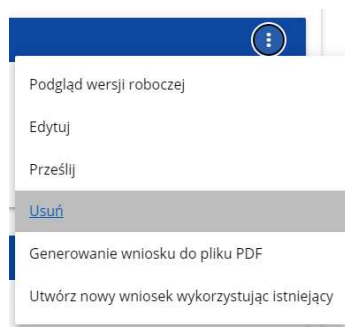 Podgląd wersji roboczej
Edytuj
Prześlij
Usuń
Generowanie wniosku do pliku PDF
Utwórz nowy wniosek wykorzystując istniejący